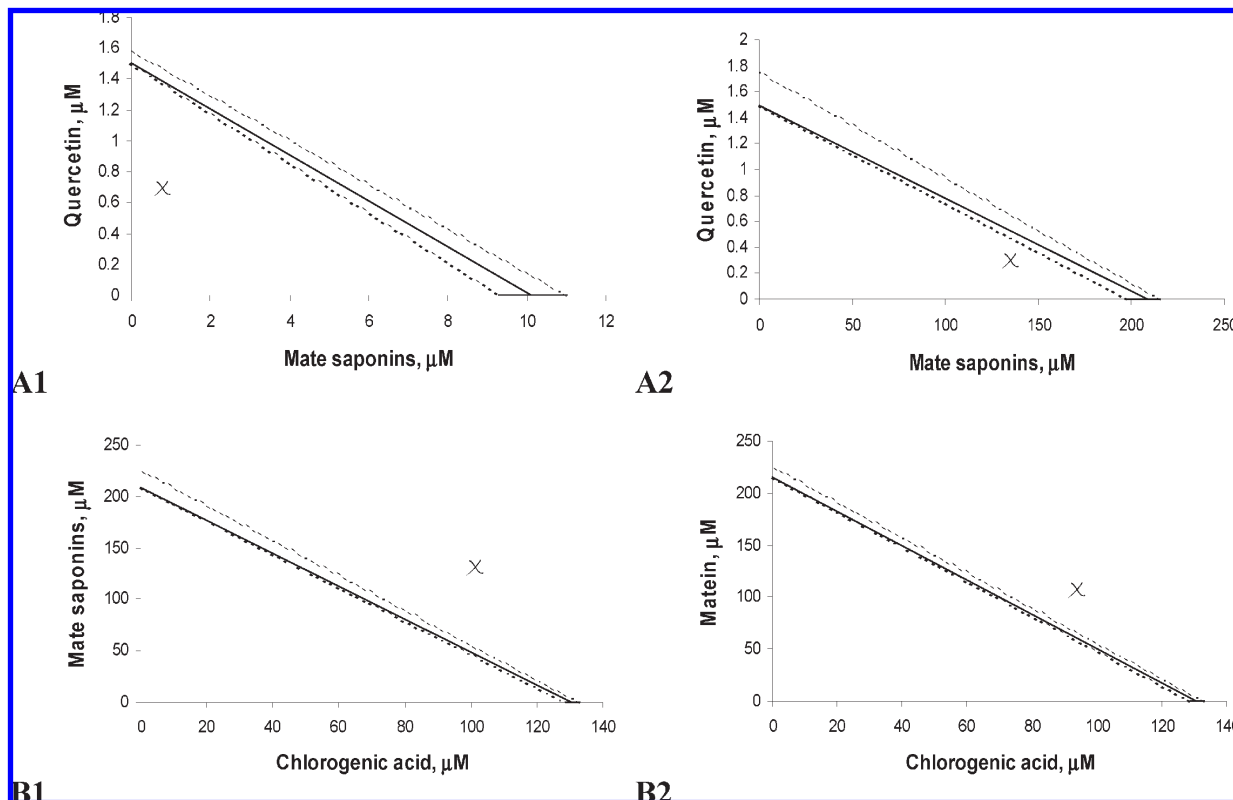 1.8
1.6
1.4
1.2
1
0.8
0.6
0.4
0.2
0
Quercetin, μM
0 2 4 6 8 10 12
Mate saponins, μM
A1
2
1.8
1.6
1.4
1.2
1
0.8
0.6
0.4
0.2
0
Quercetin, μM
0 50 100 150 200 250
Mate saponins, μM
A2
250
200
150
100
50
0
Mate saponins, μM
0 20 40 60 80 100 120 140
Chlorogenic acid, μM
B1
250
200
150
100
50
0
Matein, μM
0 20 40 60 80 100 120 140
Chlorogenic acid, μM
B2